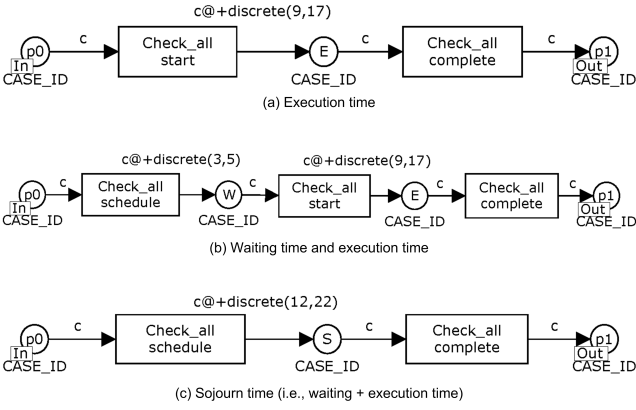 c@+discrete(9,17)
p0 c Check_all start E c Check_all complete c p1
In Out
CASE_ID CASE_ID CASE_ID
(a) Execution time
c@+discrete(3,5) c@+discrete(9,17)
p0 c Check_all schedule W c Check_all start E c Check_all complete c p1
In Out
CASE_ID CASE_ID CASE_ID CASE_ID
(b) Waiting time and execution time
c@+discrete(12,22)
p0 c Check_all schedule S c Check_all complete c p1
In Out
CASE_ID CASE_ID CASE_ID
(c) Sojourn time (i.e., waiting + execution time)